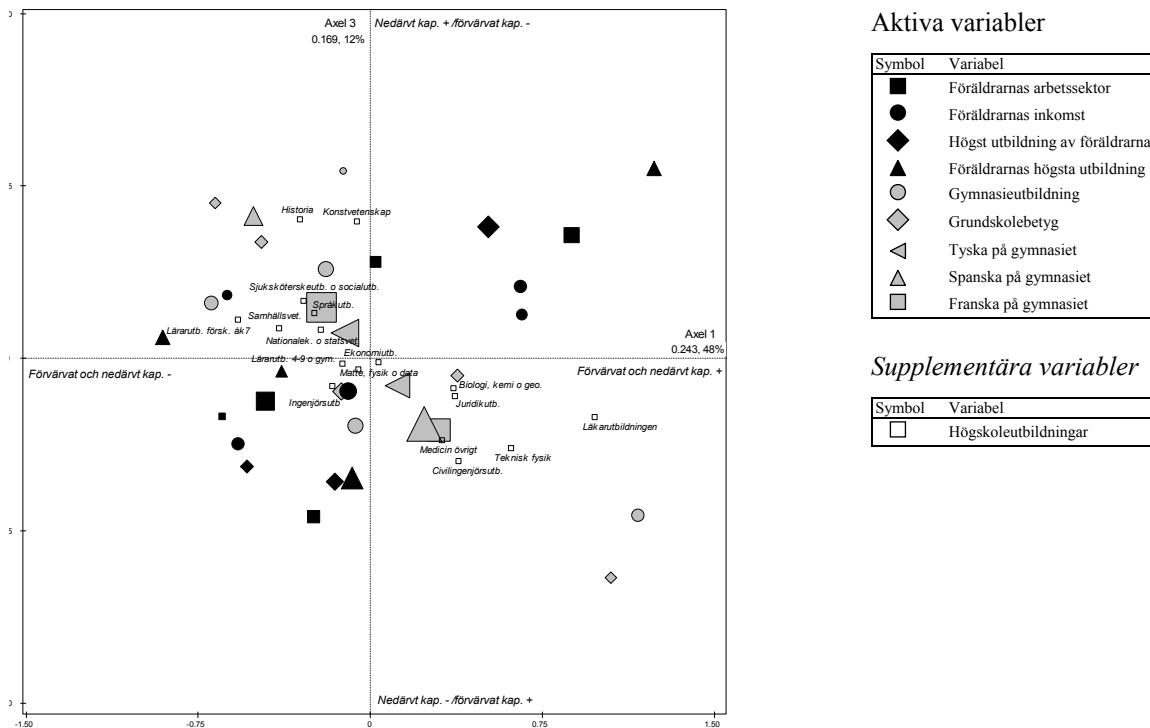 Axel 3
0.169, 12%
Nedärvt kap. + /förvärvat kap. -
Historia
Konstvetenskap
Sjuksköterskeutb. o socialutb.
Språkutb.
Samhällsvet.
Lärarutb. försk. åk7
Nationalek. o statsvet.
Axel 1
0.243, 48%
Lärarutb. 4-9 o gym.
Ekonomiutb.
Förvärvat och nedärvt kap. -
Matte, fysik o data
Förvärvat och nedärvt kap. +
Biologi, kemi o geo.
Ingenjörsutb
Juridikutb.
Läkarutbildningen
Medicin övrigt
Teknisk fysik
Civilingenjörsutb.
Nedärvt kap. - /förvärvat kap. +
-1.50 -0.75 0 0.75 1.50
Aktiva variabler
Symbol Variabel
Föräldrarnas arbetssektor
Föräldrarnas inkomst
Högst utbildning av föräldrarna
Föräldrarnas högsta utbildning
Gymnasieutbildning
Grundskolebetyg
Tyska på gymnasiet
Spanska på gymnasiet
Franska på gymnasiet
Supplementära variabler
Symbol Variabel
Högskoleutbildningar